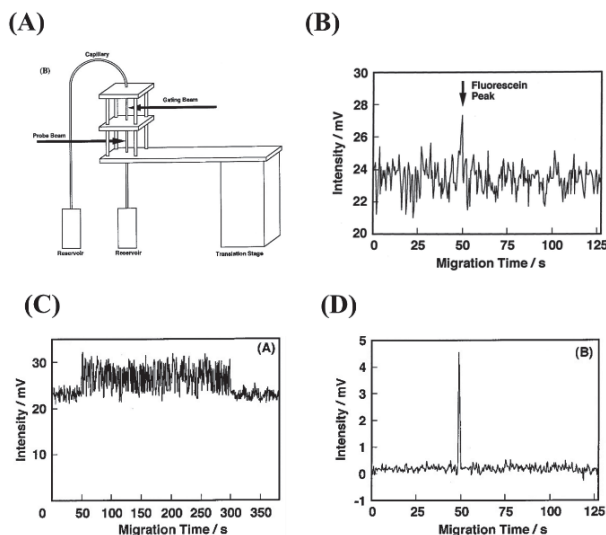 (A)
Capillary
(B)
Gating Beam
Probe Beam
Reservoir
Reservoir
Translation Stage
(B)
30
28
26
24
22
20
18
Fluorescein
Peak
Intensity / mV
0 25 50 75 100 125
Migration Time / s
(C)
(A)
30
20
10
Intensity / mV
50 100 150 200 250 300 350
Migration Time / s
(D)
(B)
5
4
3
2
1
0
-1
Intensity / mV
0 25 50 75 100 125
Migration Time / s